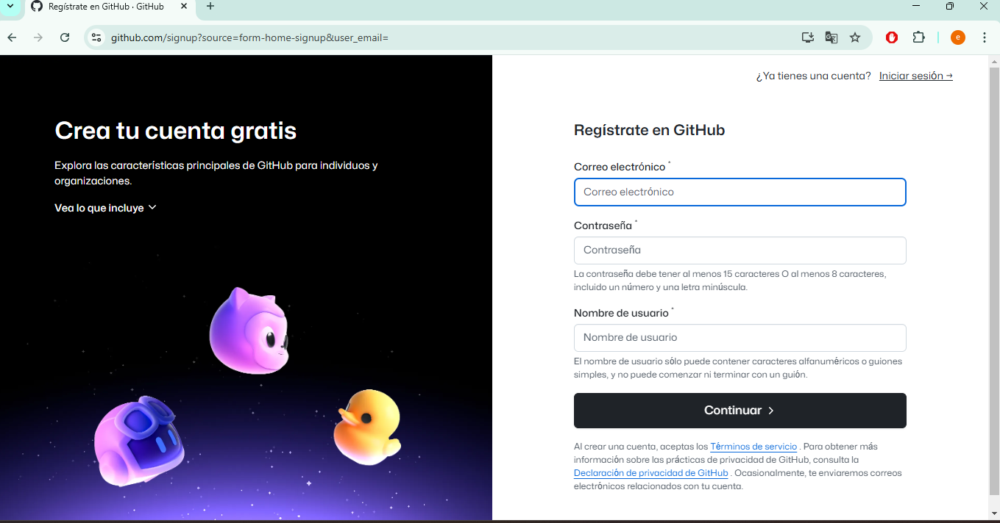 Regístrate en GitHub · GitHub
github.com/signup?source=form-home-signup&user_email=
e
¿Ya tienes una cuenta? Iniciar sesión →
Crea tu cuenta gratis
Explora las características principales de GitHub para individuos y
organizaciones.
Vea lo que incluye
Regístrate en GitHub
Correo electrónico *
Correo electrónico
Contraseña *
Contraseña
La contraseña debe tener al menos 15 caracteres O al menos 8 caracteres,
incluido un número y una letra minúscula.
Nombre de usuario *
Nombre de usuario
El nombre de usuario sólo puede contener caracteres alfanuméricos o guiones
simples, y no puede comenzar ni terminar con un guión.
Continuar
Al crear una cuenta, aceptas los Términos de servicio . Para obtener más
información sobre las prácticas de privacidad de GitHub, consulta la
Declaración de privacidad de GitHub . Ocasionalmente, te enviaremos correos
electrónicos relacionados con tu cuenta.